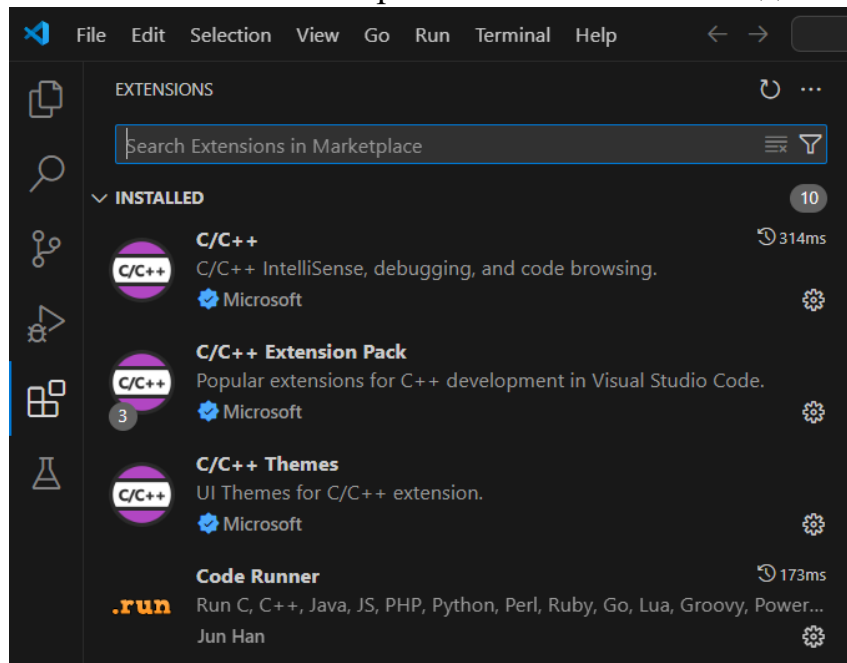 File Edit Selection View Go Run Terminal Help
EXTENSIONS
Search Extensions in Marketplace
INSTALLED 10
C/C++ 314ms
C/C++ C/C++ IntelliSense, debugging, and code browsing.
Microsoft
C/C++ Extension Pack
C/C++ Popular extensions for C++ development in Visual Studio Code.
3 Microsoft
C/C++ Themes
C/C++ UI Themes for C/C++ extension.
Microsoft
Code Runner 173ms
.run Run C, C++, Java, JS, PHP, Python, Perl, Ruby, Go, Lua, Groovy, Power...
Jun Han